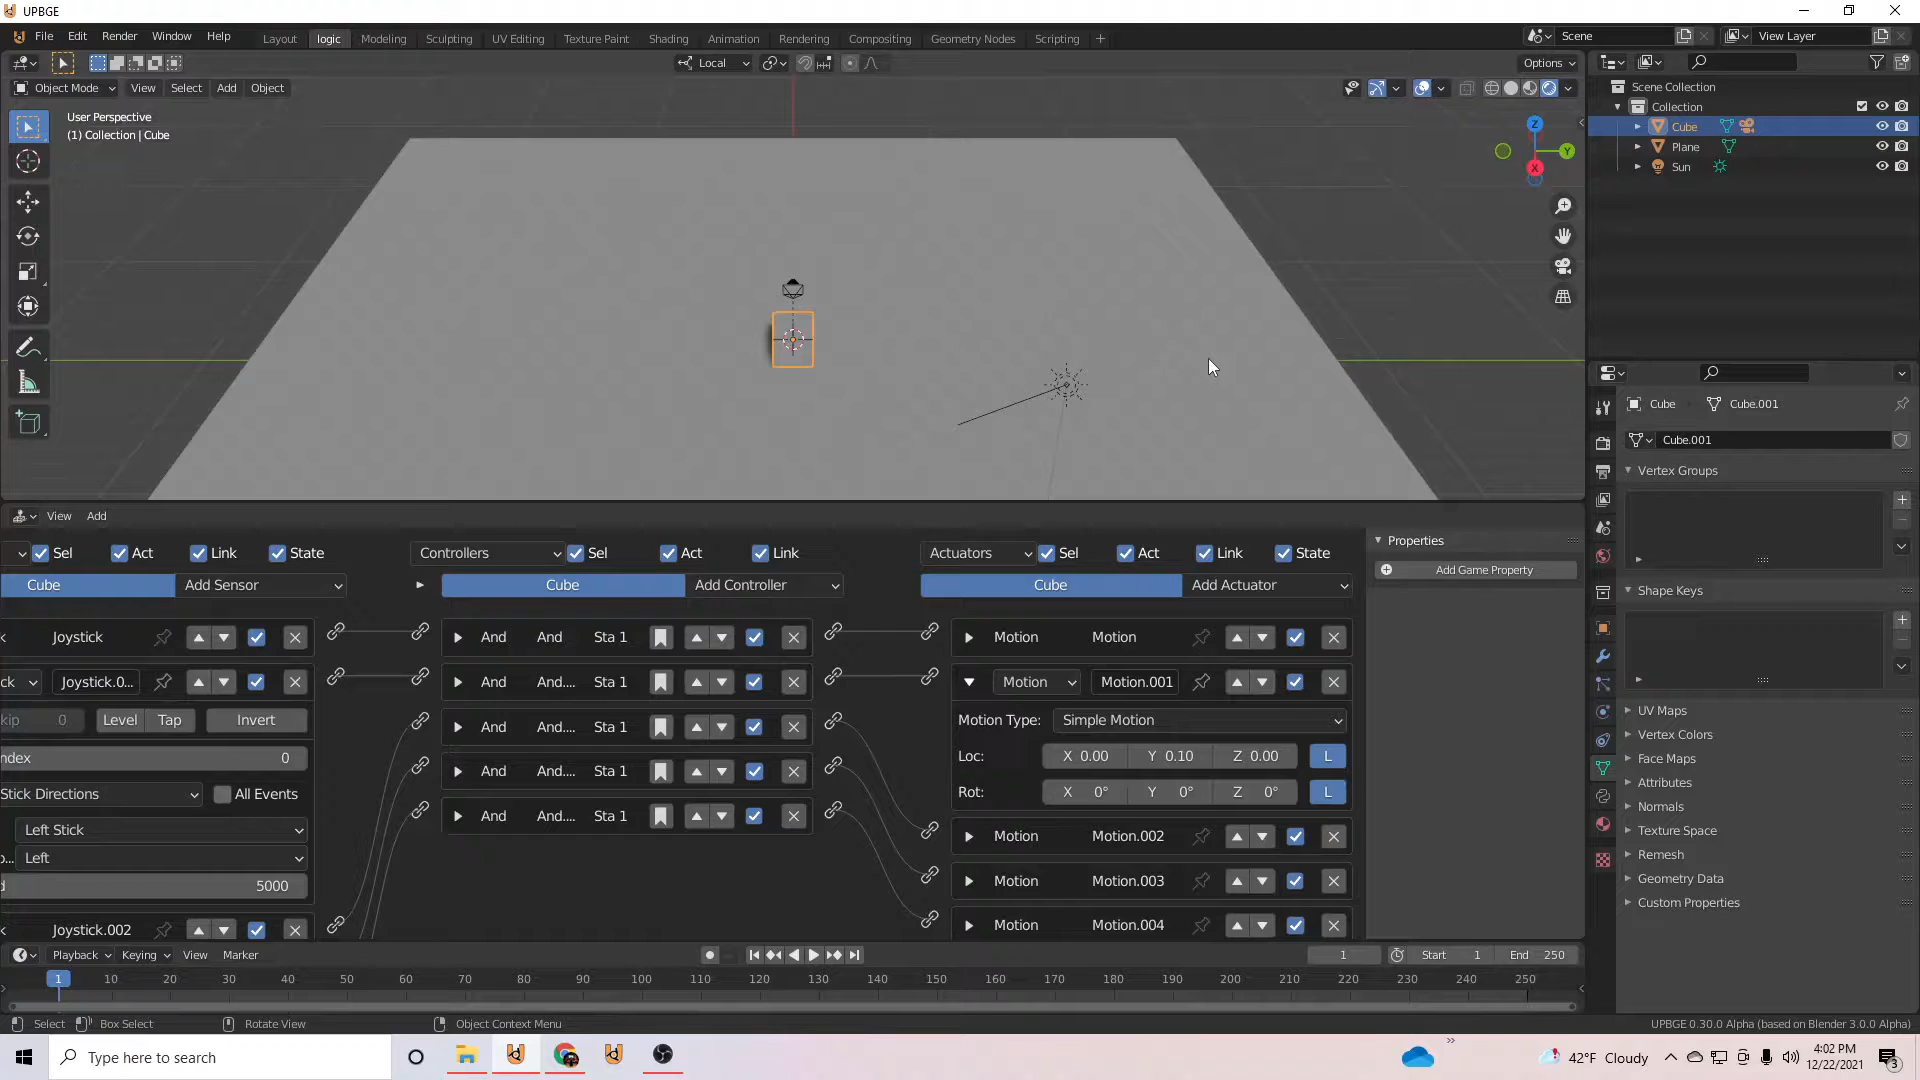 UPBGE
File Edit Render Window Help
Layout logic Modeling Sculpting UV Editing Texture Paint Shading Animation Rendering Compositing Geometry Nodes Scripting +
Scene
View Layer
Local
Options
Object Mode View Select Add Object
User Perspective
(1) Collection | Cube
Z
Y
X
Scene Collection
Collection
Cube
Plane
Sun
Cube Cube.001
Cube.001
Vertex Groups
Shape Keys
UV Maps
Vertex Colors
Face Maps
Attributes
Normals
Texture Space
Remesh
Geometry Data
Custom Properties
View Add
Sel Act Link State
Cube Add Sensor
Joystick
ck Joystick.0...
kip 0 Level Tap Invert
ndex 0
Stick Directions All Events
Left Stick
o... Left
d 5000
Joystick.002
Controllers Sel Act Link
Cube Add Controller
And And Sta 1
And And.... Sta 1
And And.... Sta 1
And And.... Sta 1
And And.... Sta 1
Actuators Sel Act Link State
Cube Add Actuator
Motion Motion
Motion Motion.001
Motion Type: Simple Motion
Loc: X 0.00 Y 0.10 Z 0.00 L
Rot: X 0° Y 0° Z 0° L
Motion Motion.002
Motion Motion.003
Motion Motion.004
Properties
Add Game Property
Playback Keying View Marker
1 Start 1 End 250
1 10 20 30 40 50 60 70 80 90 100 110 120 130 140 150 160 170 180 190 200 210 220 230 240 250
Select Box Select Rotate View Object Context Menu
UPBGE 0.30.0 Alpha (based on Blender 3.0.0 Alpha)
Type here to search
42°F Cloudy
4:02 PM
12/22/2021
3